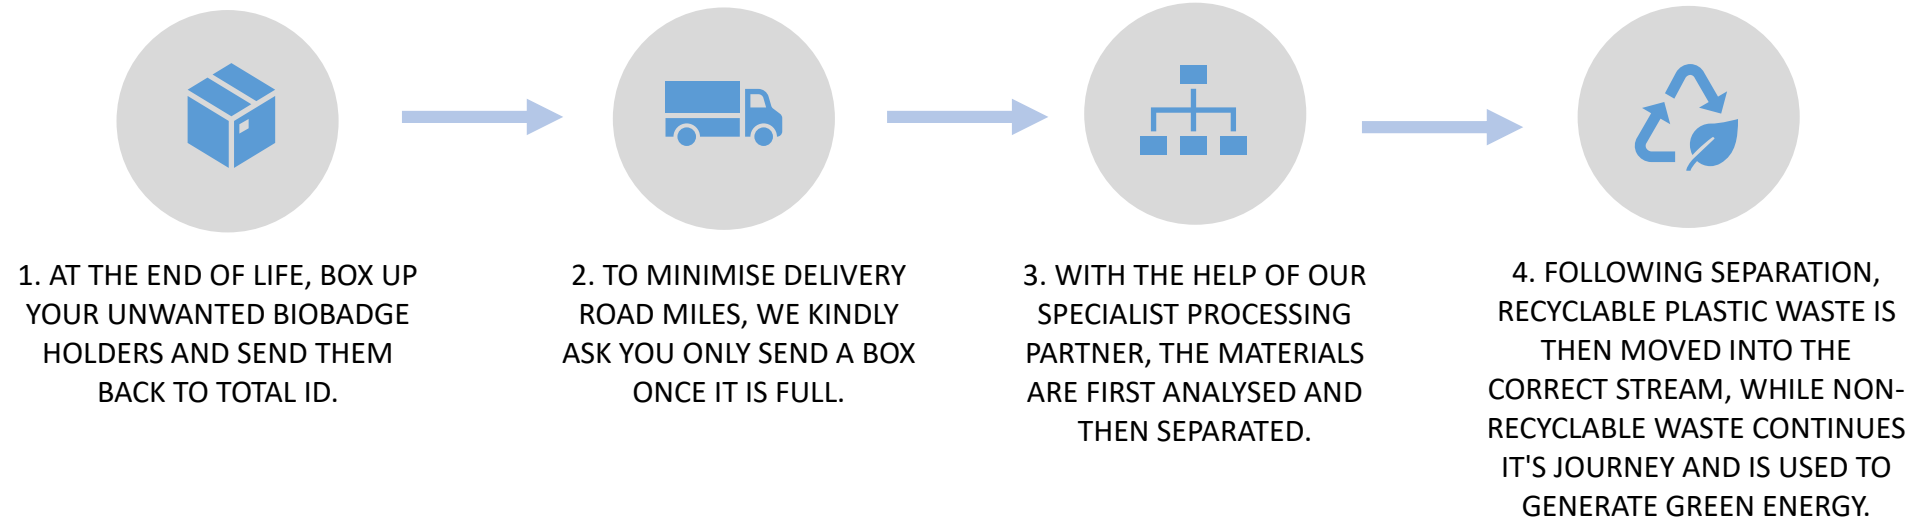 1. AT THE END OF LIFE, BOX UP
YOUR UNWANTED BIOBADGE
HOLDERS AND SEND THEM
BACK TO TOTAL ID.
2. TO MINIMISE DELIVERY
ROAD MILES, WE KINDLY
ASK YOU ONLY SEND A BOX
ONCE IT IS FULL.
3. WITH THE HELP OF OUR
SPECIALIST PROCESSING
PARTNER, THE MATERIALS
ARE FIRST ANALYSED AND
THEN SEPARATED.
4. FOLLOWING SEPARATION,
RECYCLABLE PLASTIC WASTE IS
THEN MOVED INTO THE
CORRECT STREAM, WHILE NON-
RECYCLABLE WASTE CONTINUES
IT'S JOURNEY AND IS USED TO
GENERATE GREEN ENERGY.